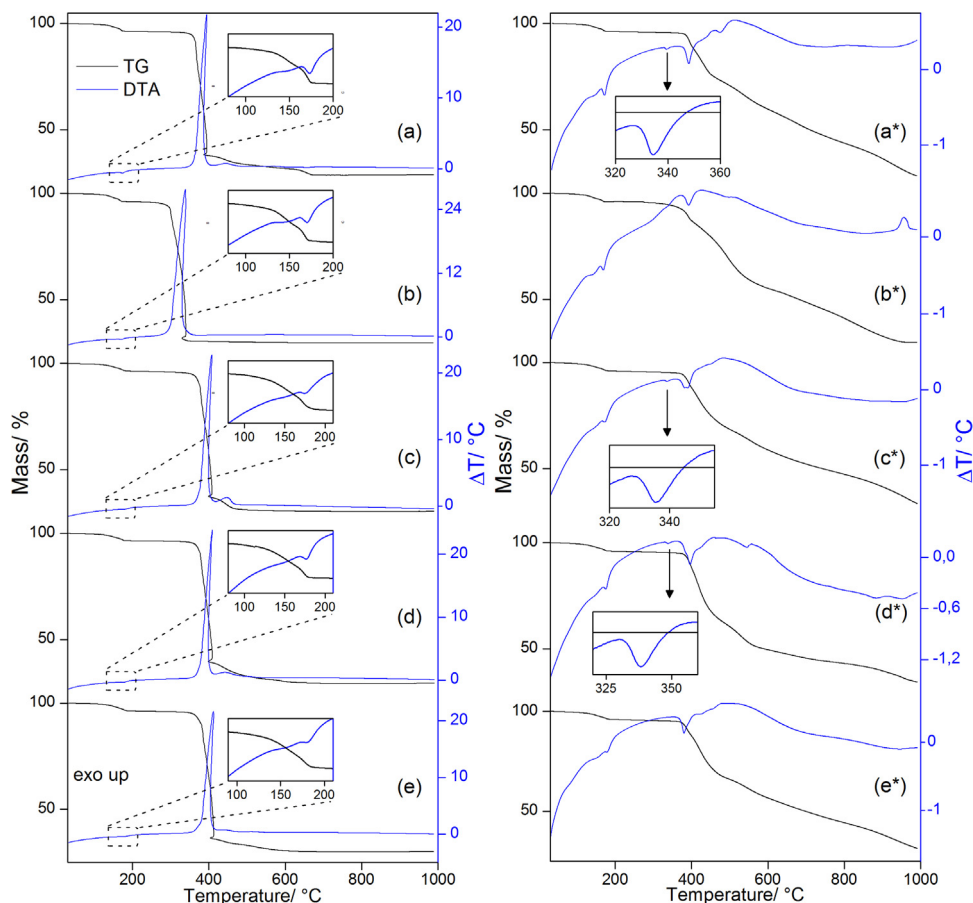 100
50
TG
DTA
100 150 200
(a)
20
10
0
100
50
100 150 200
(b)
24
12
0
100
50
100 150 200
(c)
20
10
0
100
50
100 150 200
(d)
20
10
0
100
50
100 150 200
exo up
(e)
20
10
0
Mass/ %
ΔT/ °C
200 400 600 800 1000
Temperature/ °C
100
50
320 340 360
(a*)
0
-1
100
50
(b*)
0
-1
100
50
320 340
(c*)
0
-1
100
50
325 350
(d*)
0,0
-0,6
-1,2
100
50
(e*)
0
-1
Mass/ %
ΔT/ °C
200 400 600 800 1000
Temperature/ °C